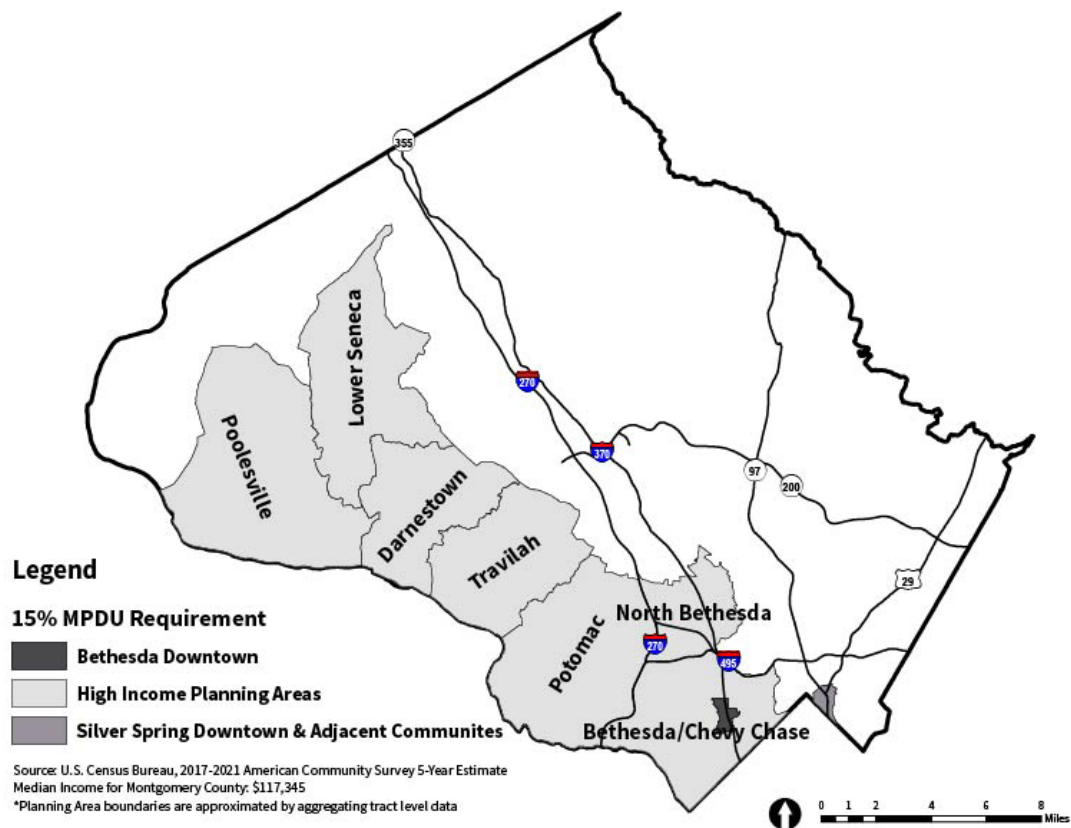 355
Lower Seneca
270
Poolesville
370
97
200
Darnestown
Travilah
29
North Bethesda
Potomac
270
495
Bethesda/Chevy Chase
Legend
15% MPDU Requirement
Bethesda Downtown
High Income Planning Areas
Silver Spring Downtown & Adjacent Communites
Source: U.S. Census Bureau, 2017-2021 American Community Survey 5-Year Estimate
Median Income for Montgomery County: $117,345
*Planning Area boundaries are approximated by aggregating tract level data
0 1 2 4 6 8
Miles